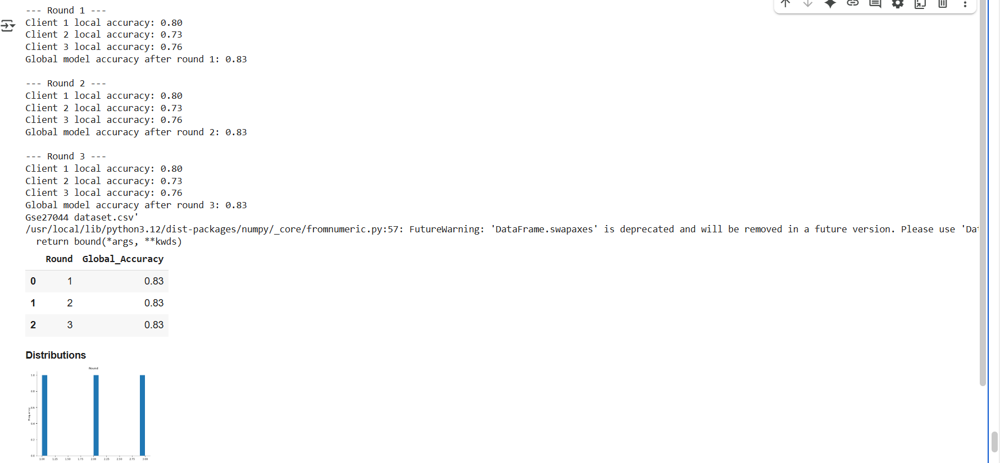 --- Round 1 ---
Client 1 local accuracy: 0.80
Client 2 local accuracy: 0.73
Client 3 local accuracy: 0.76
Global model accuracy after round 1: 0.83
--- Round 2 ---
Client 1 local accuracy: 0.80
Client 2 local accuracy: 0.73
Client 3 local accuracy: 0.76
Global model accuracy after round 2: 0.83
--- Round 3 ---
Client 1 local accuracy: 0.80
Client 2 local accuracy: 0.73
Client 3 local accuracy: 0.76
Global model accuracy after round 3: 0.83
Gse27044 dataset.csv'
/usr/local/lib/python3.12/dist-packages/numpy/_core/fromnumeric.py:57: FutureWarning: 'DataFrame.swapaxes' is deprecated and will be removed in a future version. Please use 'Da
return bound(*args, **kwds)
Round Global_Accuracy
0 1 0.83
1 2 0.83
2 3 0.83
Distributions
Round
1.0
0.8
0.6
0.4
0.2
0.0
Frequency
1.00 1.25 1.50 1.75 2.00 2.25 2.50 2.75 3.00